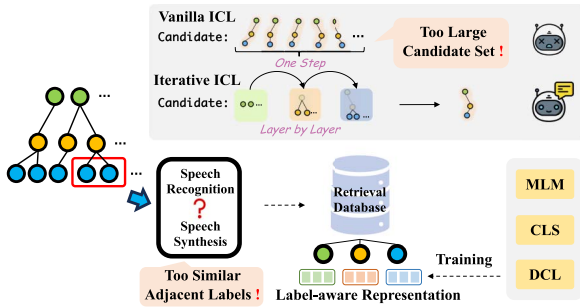 Vanilla ICL
Candidate:
...
Too Large
Candidate Set !
One Step
Iterative ICL
Candidate:
...
...
...
Layer by Layer
...
...
...
Speech
Recognition
?
Speech
Synthesis
Too Similar
Adjacent Labels !
Retrieval
Database
Label-aware Representation
Training
MLM
CLS
DCL